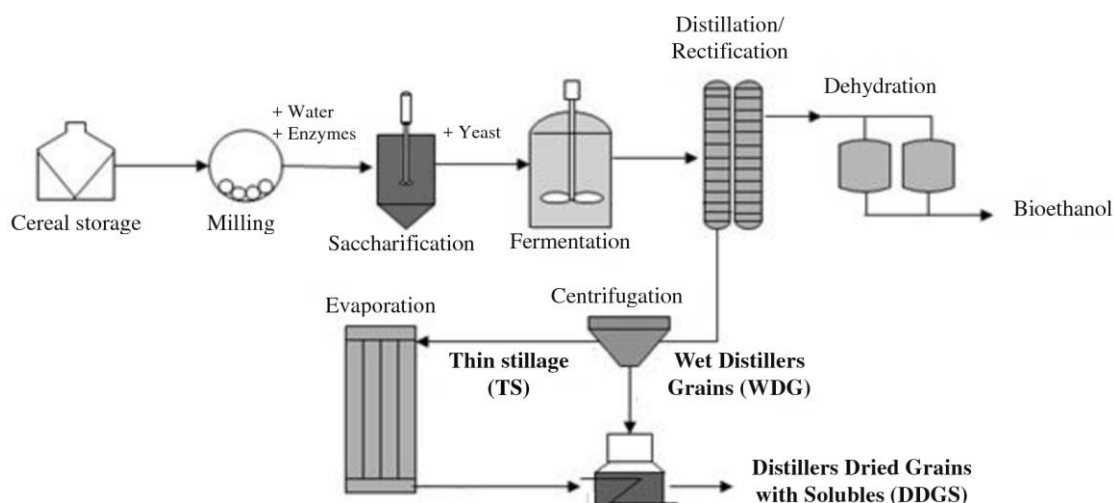 Distillation/
Rectification
Dehydration
+ Water
+ Enzymes
+ Yeast
Cereal storage
Milling
Saccharification
Fermentation
Bioethanol
Evaporation
Centrifugation
Thin stillage
(TS)
Wet Distillers
Grains (WDG)
Distillers Dried Grains
with Solubles (DDGS)